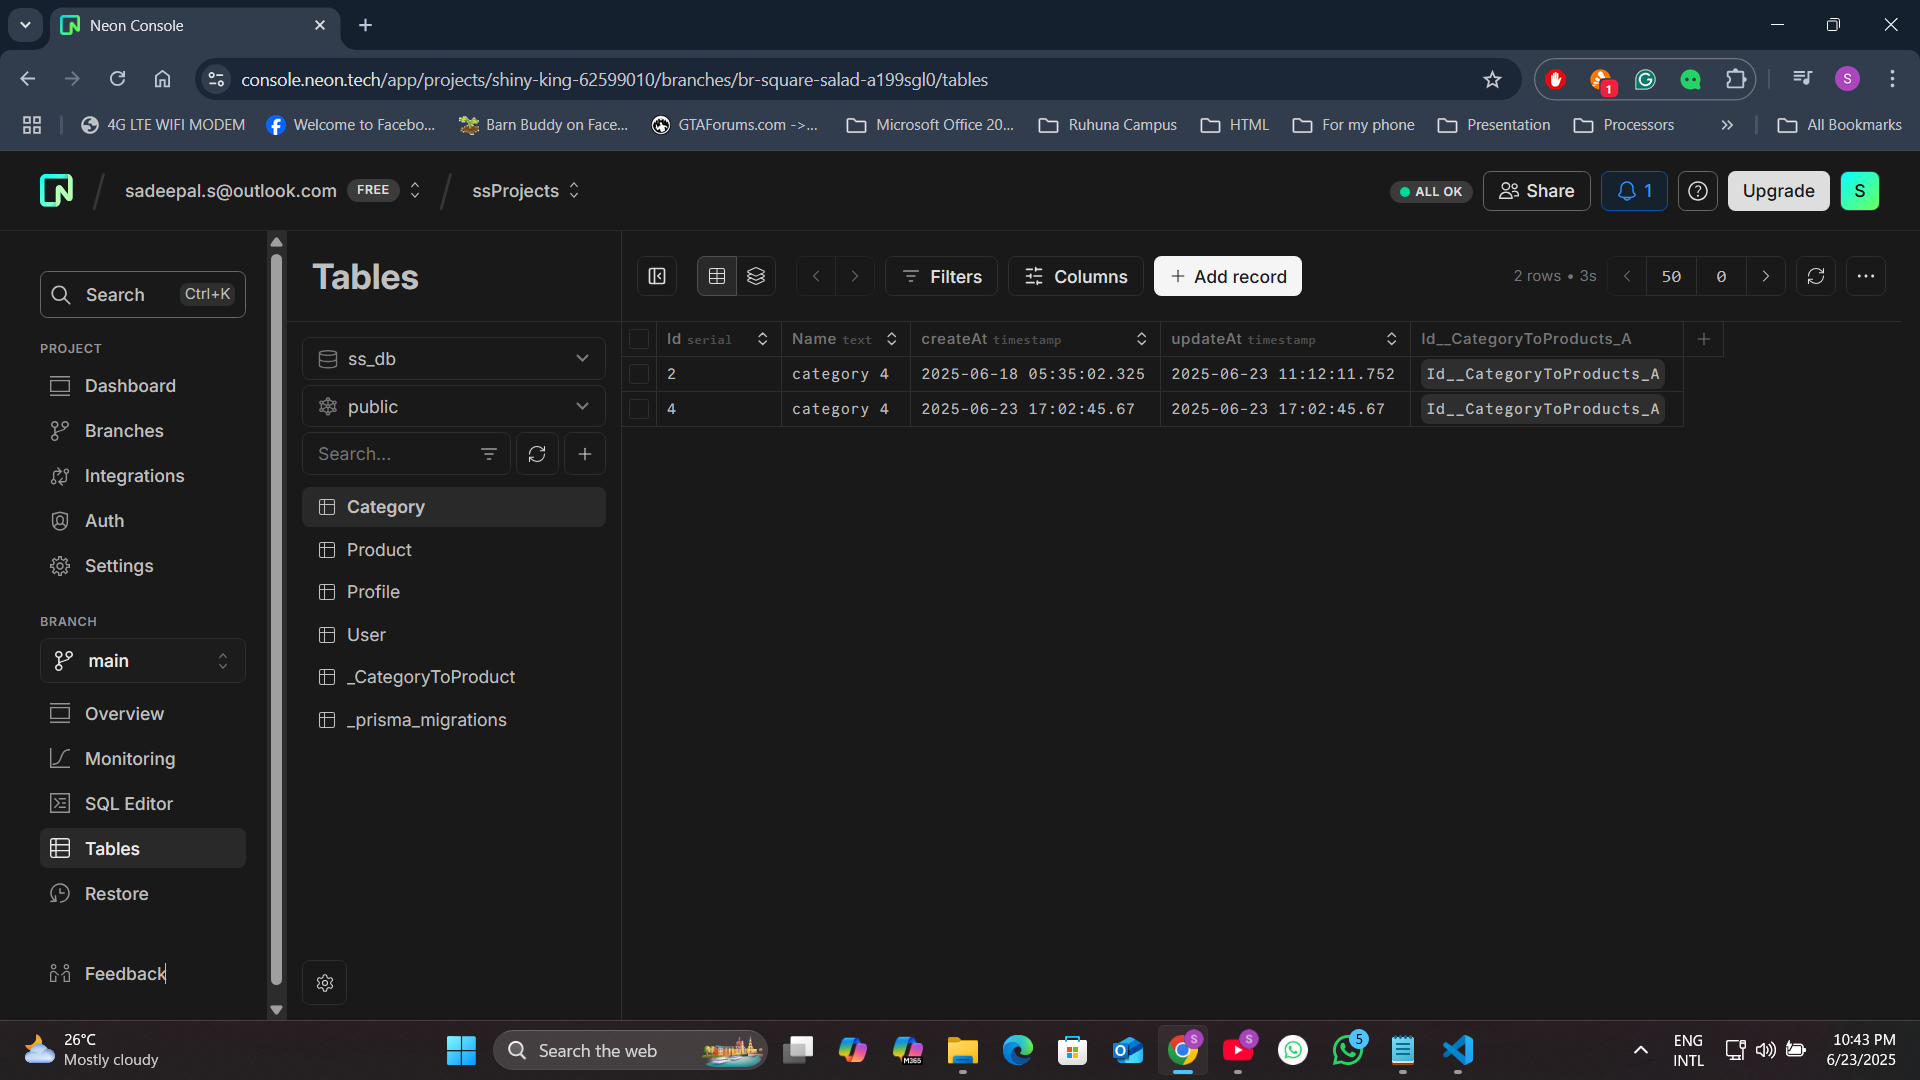 Neon Console
console.neon.tech/app/projects/shiny-king-62599010/branches/br-square-salad-a199sgl0/tables
1
S
4G LTE WIFI MODEM
Welcome to Facebo...
Barn Buddy on Face...
GTAForums.com ->...
Microsoft Office 20...
Ruhuna Campus
HTML
For my phone
Presentation
Processors
»
All Bookmarks
sadeepal.s@outlook.com FREE
ssProjects
ALL OK
Share
1
Upgrade
S
Search Ctrl+K
PROJECT
Dashboard
Branches
Integrations
Auth
Settings
BRANCH
main
Overview
Monitoring
SQL Editor
Tables
Restore
Feedback
Tables
ss_db
public
Search...
Category
Product
Profile
User
_CategoryToProduct
_prisma_migrations
Filters
Columns
Add record
2 rows • 3s
50
0
Id serial Name text createAt timestamp updateAt timestamp Id__CategoryToProducts_A
2 category 4 2025-06-18 05:35:02.325 2025-06-23 11:12:11.752 Id__CategoryToProducts_A
4 category 4 2025-06-23 17:02:45.67 2025-06-23 17:02:45.67 Id__CategoryToProducts_A
26°C
Mostly cloudy
Search the web
M365
S
S
5
ENG
INTL
10:43 PM
6/23/2025